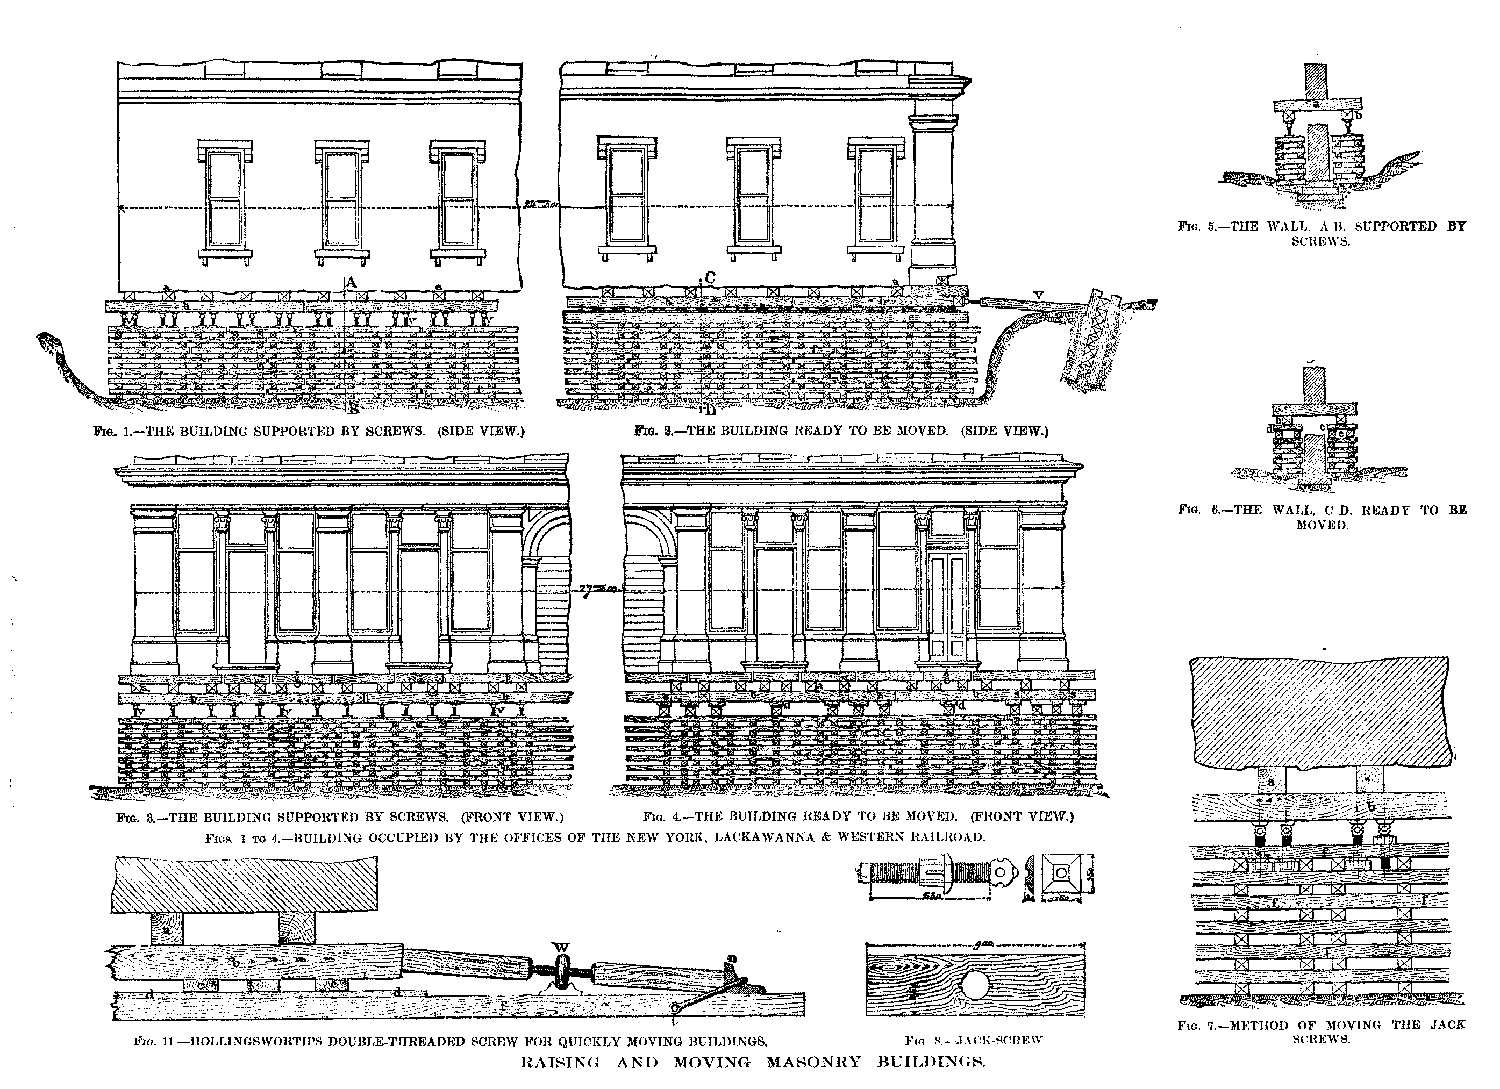 A
B
C
D
V
FIG. 1.—THE BUILDING SUPPORTED BY SCREWS. (SIDE VIEW.)
FIG. 2.—THE BUILDING READY TO BE MOVED. (SIDE VIEW.)
FIG. 5.—THE WALL, A B, SUPPORTED BY
SCREWS.
FIG. 6.—THE WALL, C D, READY TO BE
MOVED.
FIG. 3.—THE BUILDING SUPPORTED BY SCREWS. (FRONT VIEW.)
FIG. 4.—THE BUILDING READY TO BE MOVED. (FRONT VIEW.)
FIGS. 1 TO 4.—BUILDING OCCUPIED BY THE OFFICES OF THE NEW YORK, LACKAWANNA & WESTERN RAILROAD.
W
FIG. 7.—METHOD OF MOVING THE JACK
SCREWS.
FIG. 11—HOLLINGSWORTH'S DOUBLE-THREADED SCREW FOR QUICKLY MOVING BUILDINGS.
FIG 8.- JACK-SCREW
RAISING AND MOVING MASONRY BUILDINGS.